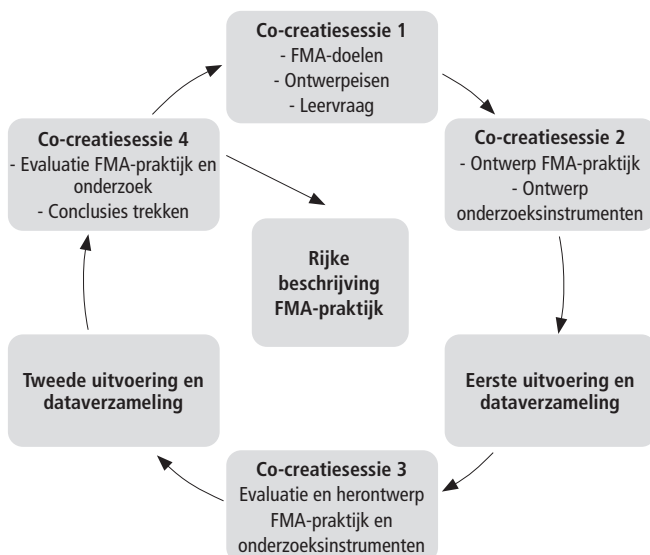 Co-creatiesessie 1
- FMA-doelen
- Ontwerpeisen
- Leervraag
Co-creatiesessie 2
- Ontwerp FMA-praktijk
- Ontwerp
onderzoeksinstrumenten
Eerste uitvoering en
dataverzameling
Co-creatiesessie 3
Evaluatie en herontwerp
FMA-praktijk en
onderzoeksinstrumenten
Tweede uitvoering en
dataverzameling
Co-creatiesessie 4
- Evaluatie FMA-praktijk en
onderzoek
- Conclusies trekken
Rijke
beschrijving
FMA-praktijk